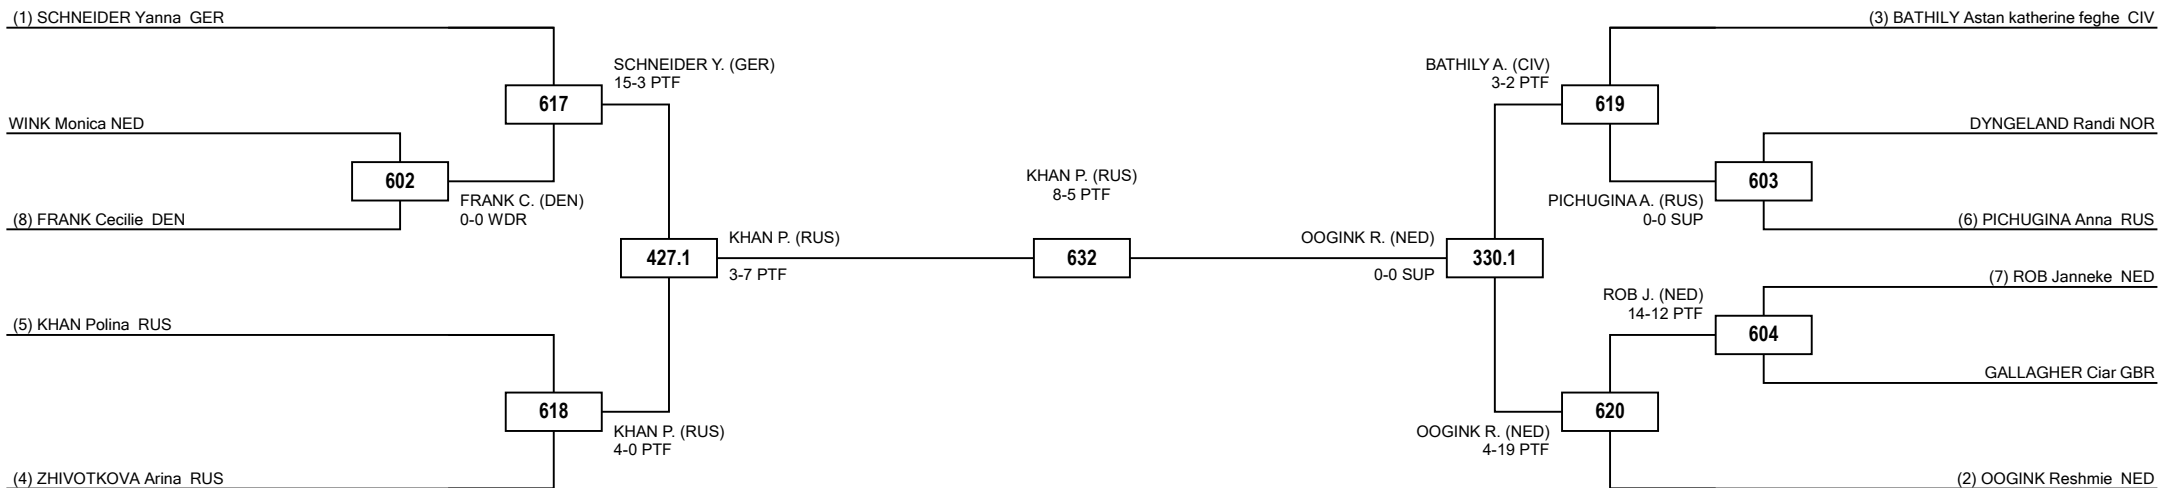 (1) SCHNEIDER Yanna GER
SCHNEIDER Y. (GER)
15-3 PTF
617
WINK Monica NED
602
FRANK C. (DEN)
0-0 WDR
(8) FRANK Cecilie DEN
427.1
KHAN P. (RUS)
3-7 PTF
(5) KHAN Polina RUS
618
KHAN P. (RUS)
4-0 PTF
(4) ZHIVOTKOVA Arina RUS
KHAN P. (RUS)
8-5 PTF
632
(3) BATHILY Astan katherine feghe CIV
BATHILY A. (CIV)
3-2 PTF
619
DYNGELAND Randi NOR
603
PICHUGINA A. (RUS)
0-0 SUP
(6) PICHUGINA Anna RUS
OOGINK R. (NED)
0-0 SUP
330.1
(7) ROB Janneke NED
ROB J. (NED)
14-12 PTF
604
GALLAGHER Ciar GBR
620
OOGINK R. (NED)
4-19 PTF
(2) OOGINK Reshmie NED